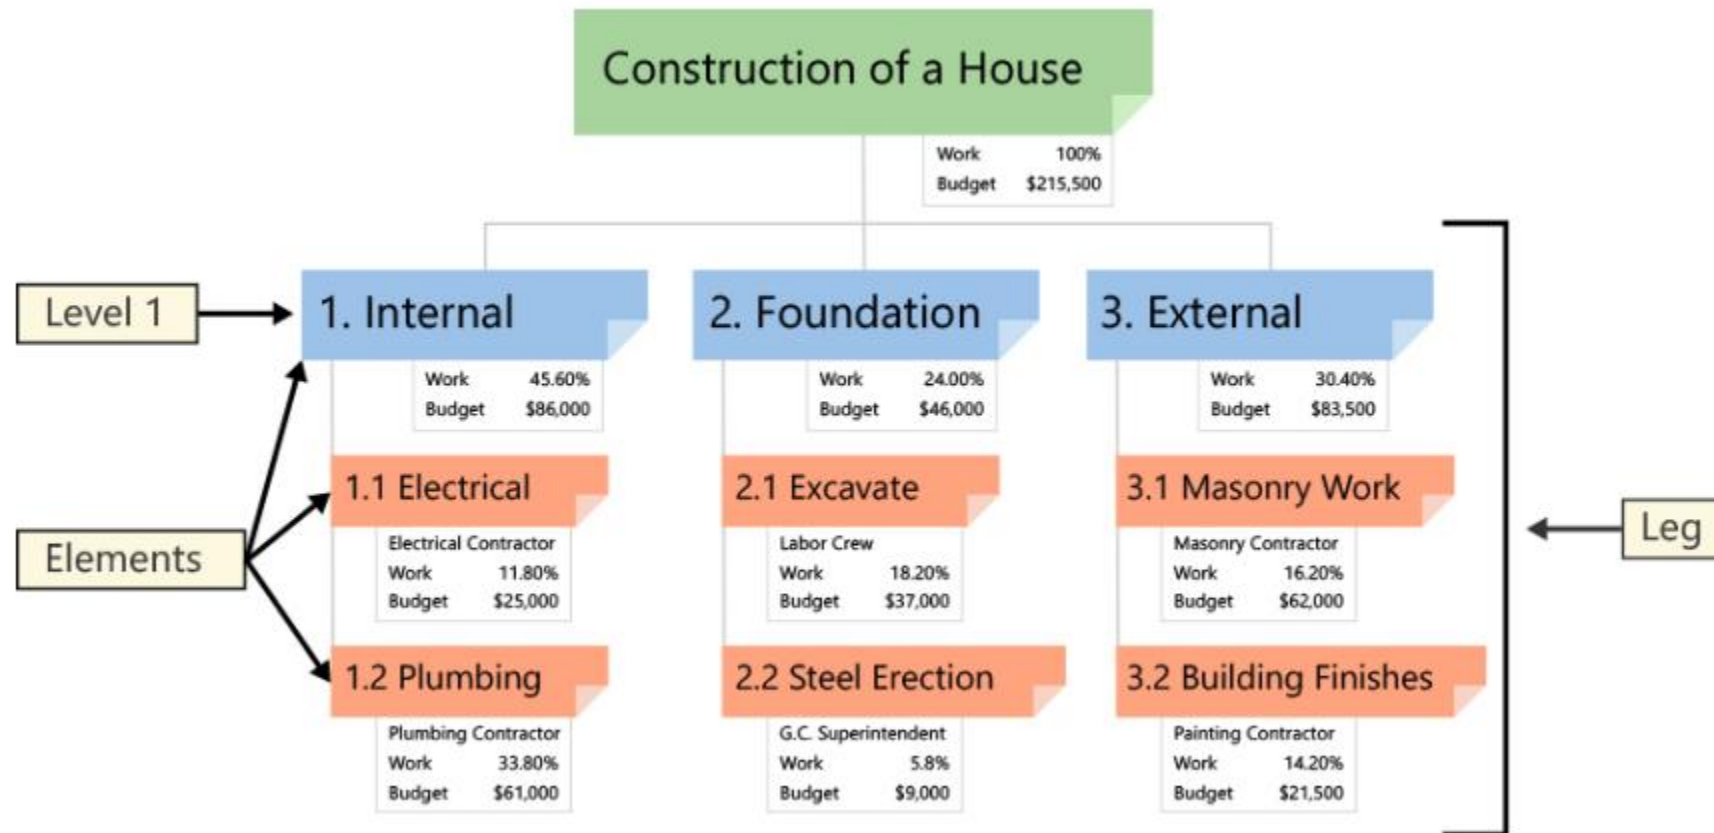 Construction of a House
Work 100%
Budget $215,500
Level 1
1. Internal
Work 45.60%
Budget $86,000
2. Foundation
Work 24.00%
Budget $46,000
3. External
Work 30.40%
Budget $83,500
Elements
1.1 Electrical
Electrical Contractor
Work 11.80%
Budget $25,000
1.2 Plumbing
Plumbing Contractor
Work 33.80%
Budget $61,000
2.1 Excavate
Labor Crew
Work 18.20%
Budget $37,000
2.2 Steel Erection
G.C. Superintendent
Work 5.8%
Budget $9,000
3.1 Masonry Work
Masonry Contractor
Work 16.20%
Budget $62,000
3.2 Building Finishes
Painting Contractor
Work 14.20%
Budget $21,500
Leg